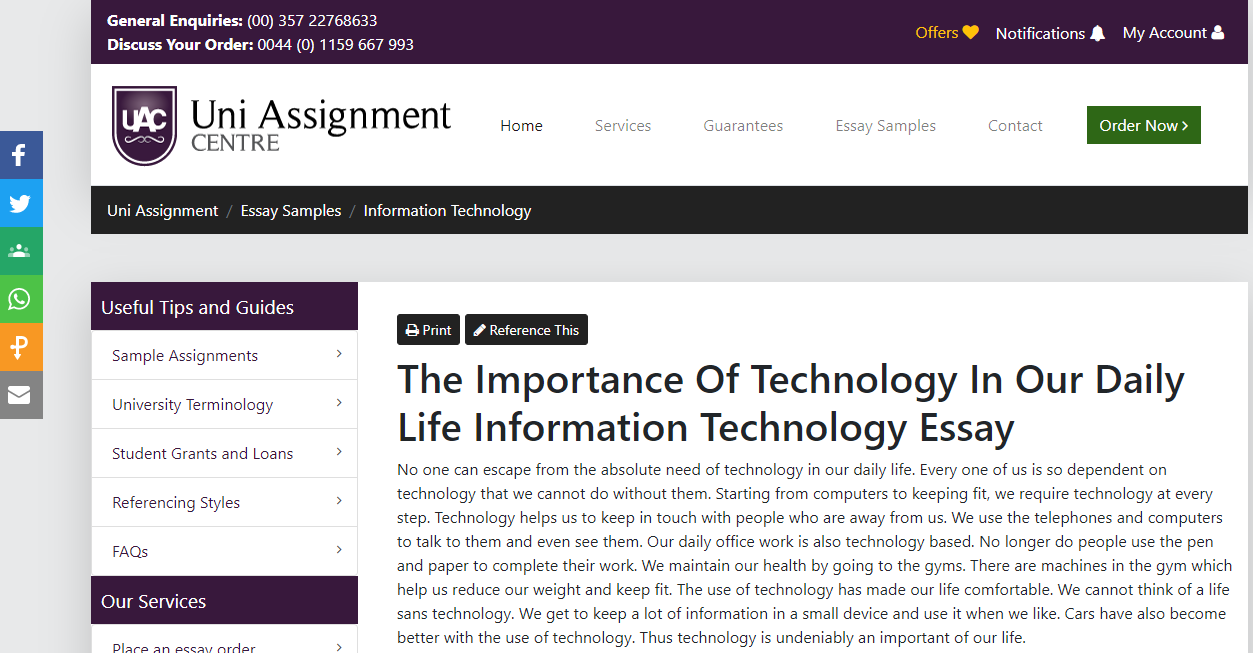 General Enquiries: (00) 357 22768633
Discuss Your Order: 0044 (0) 1159 667 993
Offers Notifications My Account
UAC Uni Assignment
CENTRE
Home Services Guarantees Essay Samples Contact Order Now
Uni Assignment / Essay Samples / Information Technology
Useful Tips and Guides
Sample Assignments
University Terminology
Student Grants and Loans
Referencing Styles
FAQs
Our Services
Place an essay order
Print Reference This
The Importance Of Technology In Our Daily
Life Information Technology Essay
No one can escape from the absolute need of technology in our daily life. Every one of us is so dependent on
technology that we cannot do without them. Starting from computers to keeping fit, we require technology at every
step. Technology helps us to keep in touch with people who are away from us. We use the telephones and computers
to talk to them and even see them. Our daily office work is also technology based. No longer do people use the pen
and paper to complete their work. We maintain our health by going to the gyms. There are machines in the gym which
help us reduce our weight and keep fit. The use of technology has made our life comfortable. We cannot think of a life
sans technology. We get to keep a lot of information in a small device and use it when we like. Cars have also become
better with the use of technology. Thus technology is undeniably an important of our life.